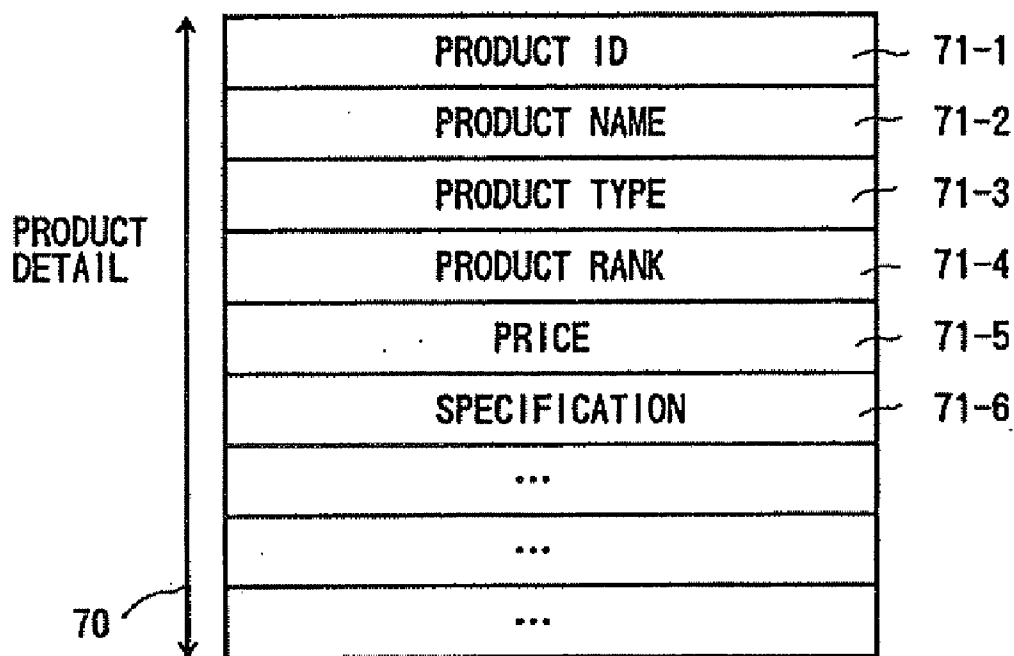 PRODUCT ID 71-1
PRODUCT NAME 71-2
PRODUCT TYPE 71-3
PRODUCT DETAIL
PRODUCT RANK 71-4
PRICE 71-5
SPECIFICATION 71-6
...
...
70
...